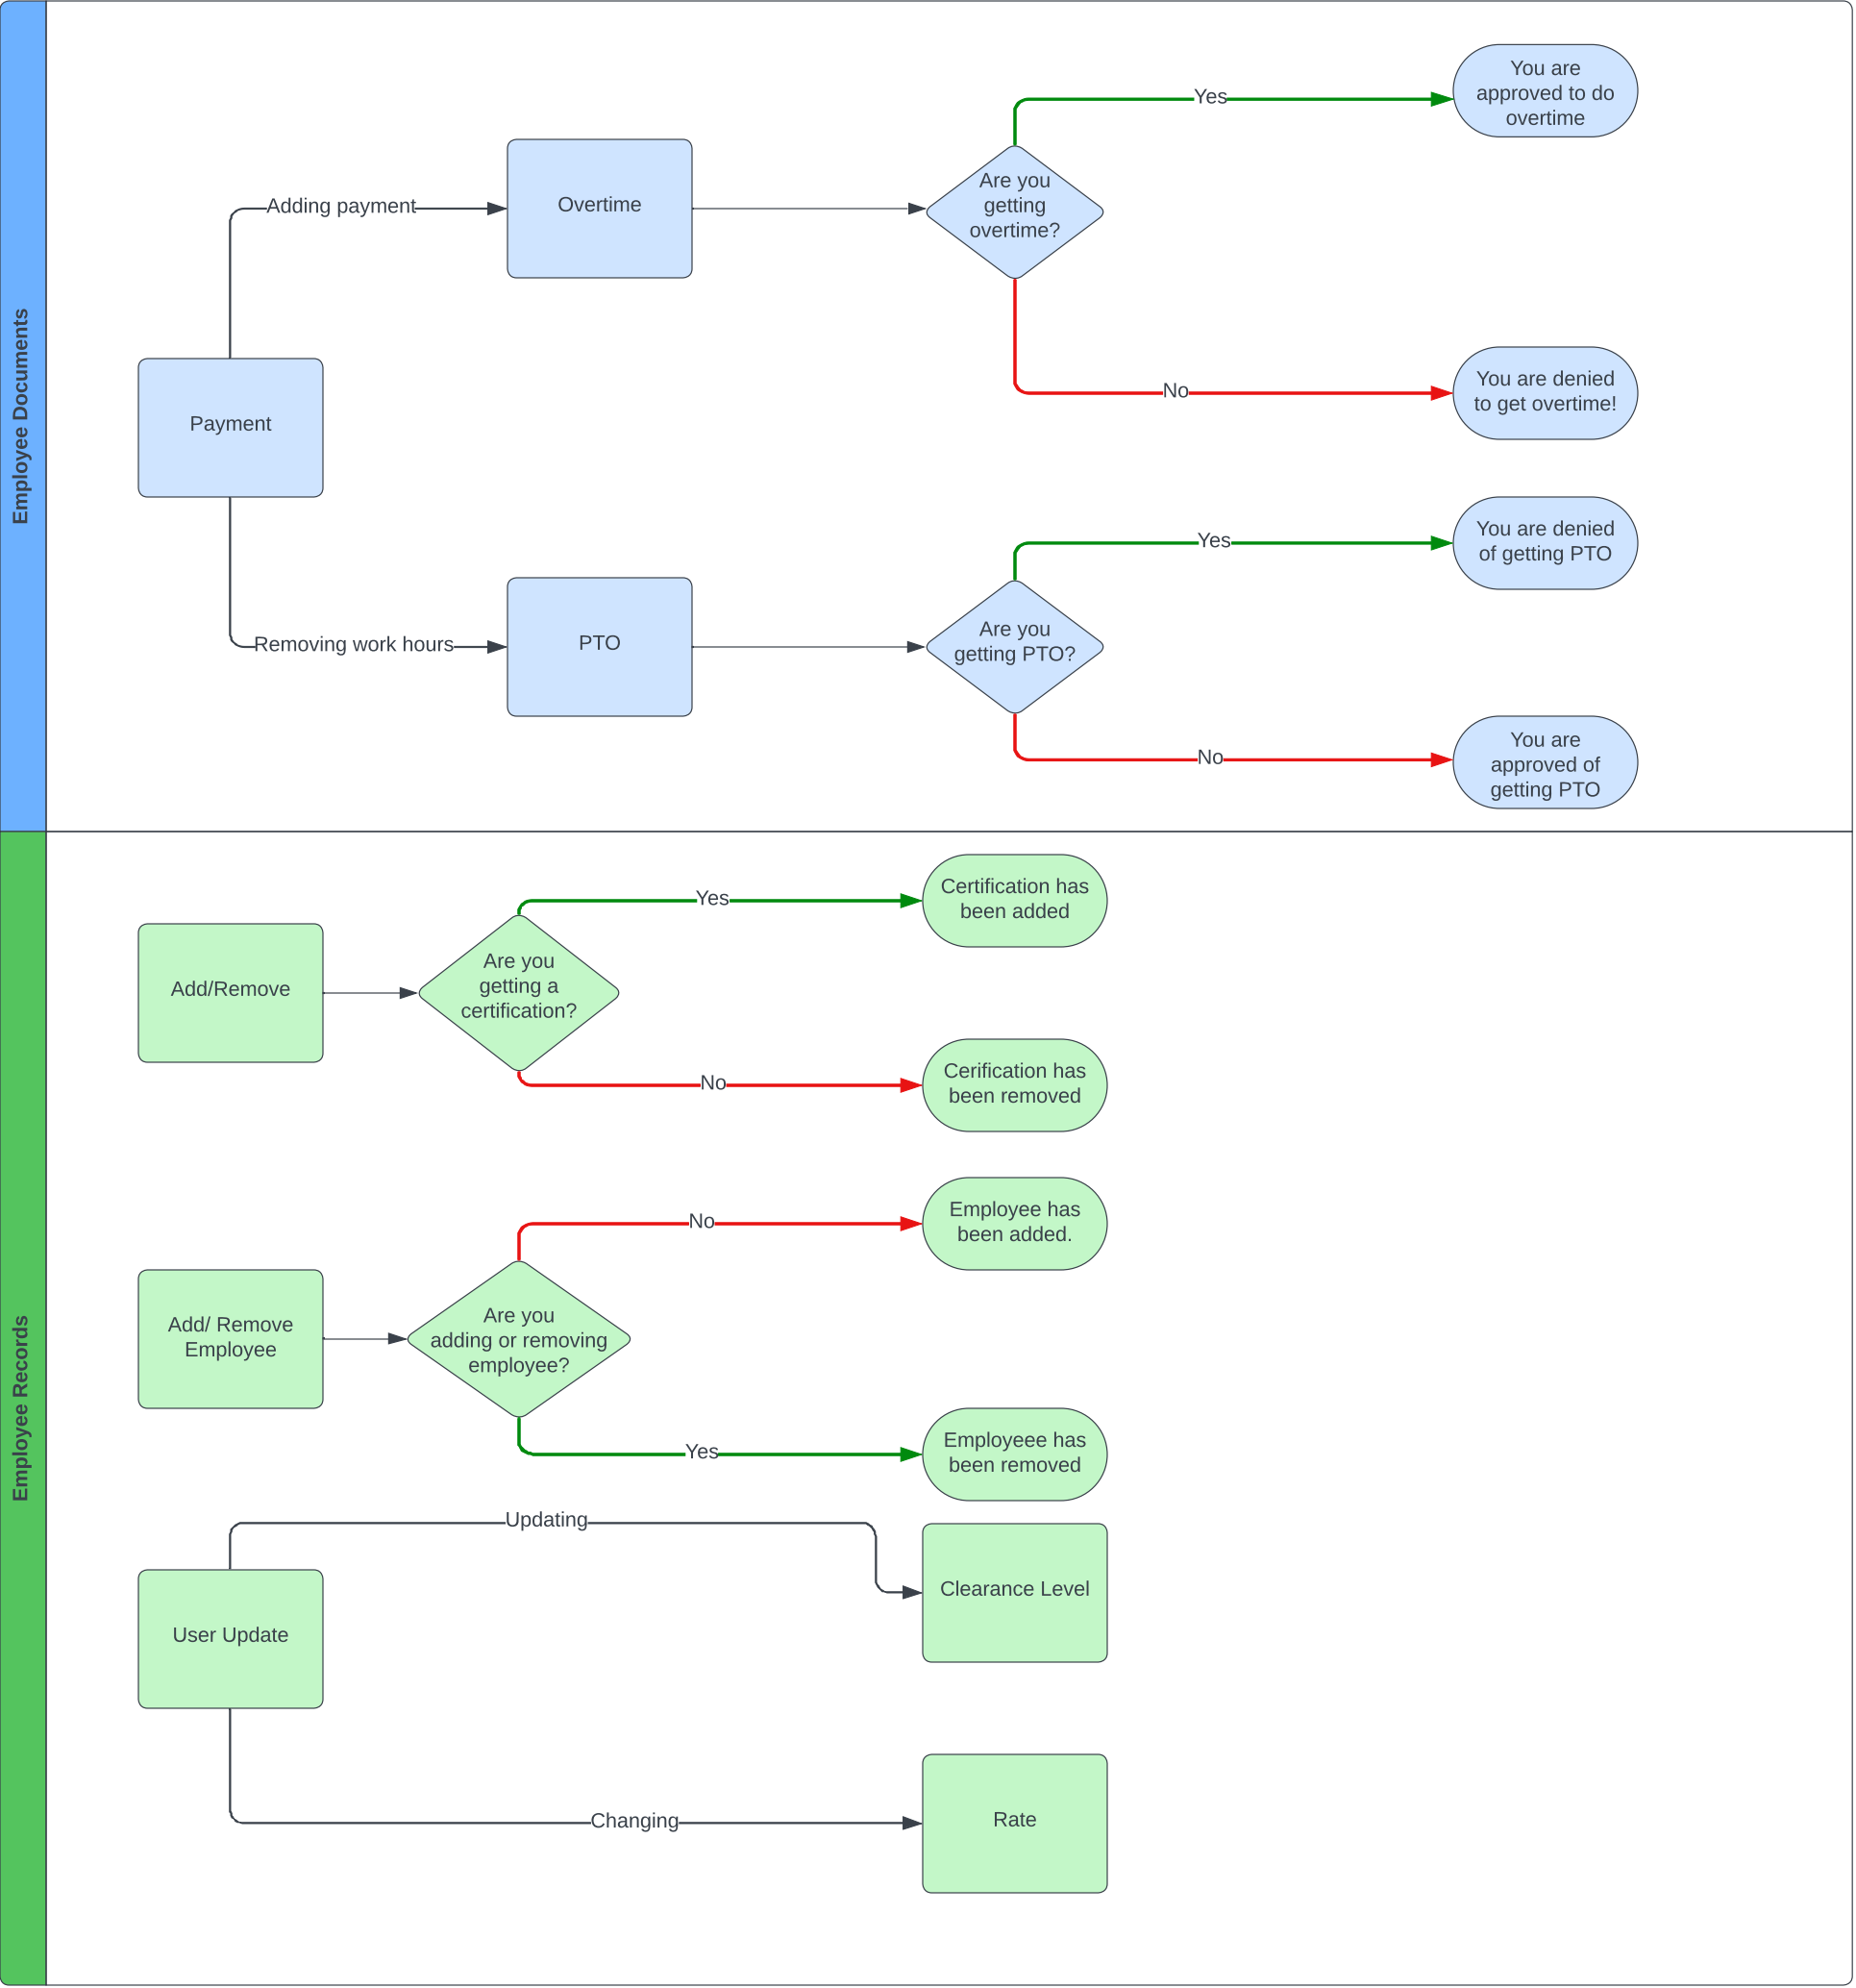 Employee Documents
Payment
Adding payment
Overtime
Are you
getting
overtime?
Yes
You are
approved to do
overtime
No
You are denied
to get overtime!
Removing work hours
PTO
Are you
getting PTO?
Yes
You are denied
of getting PTO
No
You are
approved of
getting PTO
Employee Records
Add/Remove
Are you
getting a
certification?
Yes
Certification has
been added
No
Cerification has
been removed
Add/ Remove
Employee
Are you
adding or removing
employee?
No
Employee has
been added.
Yes
Employeee has
been removed
User Update
Updating
Clearance Level
Changing
Rate